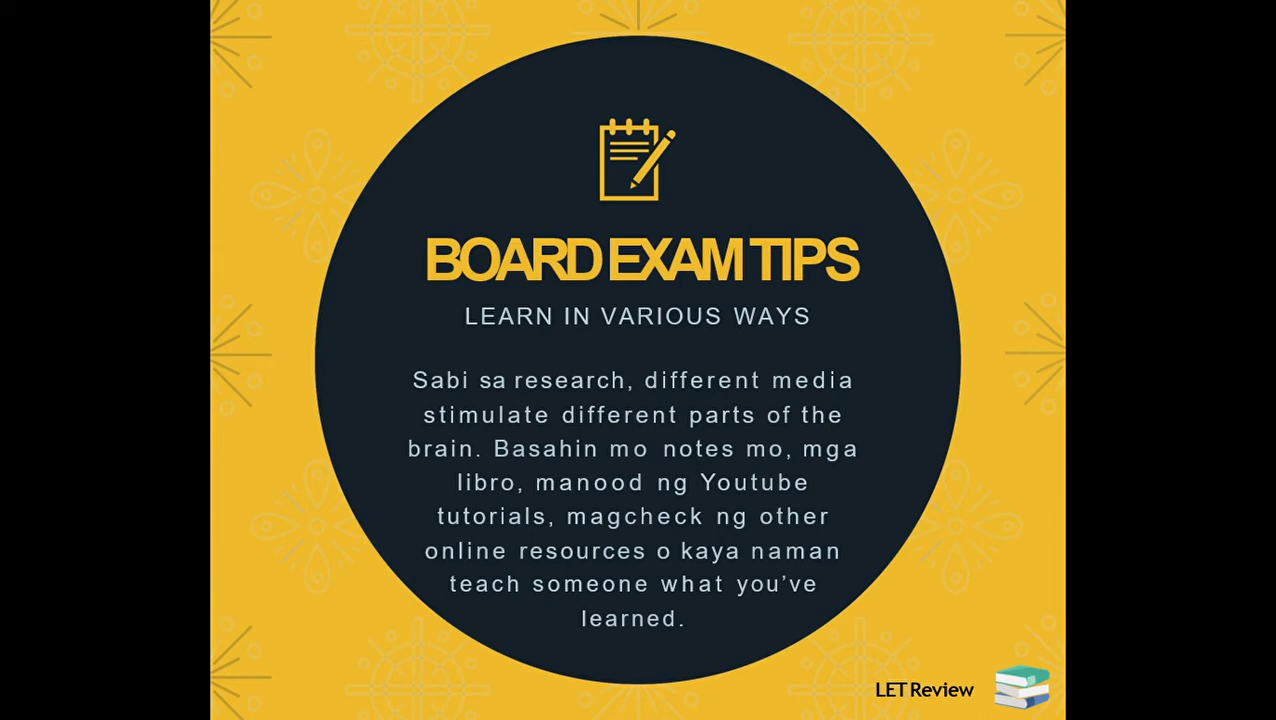 BOARD EXAM TIPS
LEARN IN VARIOUS WAYS
Sabi sa research, different media
stimulate different parts of the
brain. Basahin mo notes mo, mga
libro, manood ng Youtube
tutorials, magcheck ng other
online resources o kaya naman
teach someone what you've
learned.
LET Review